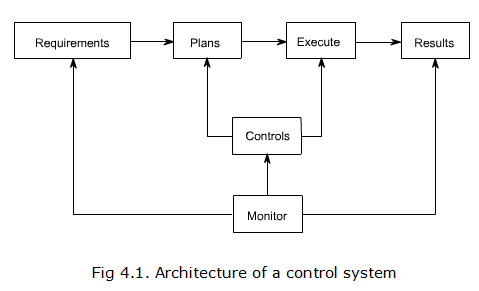 Requirements
Plans
Execute
Results
Controls
Monitor
Fig 4.1. Architecture of a control system